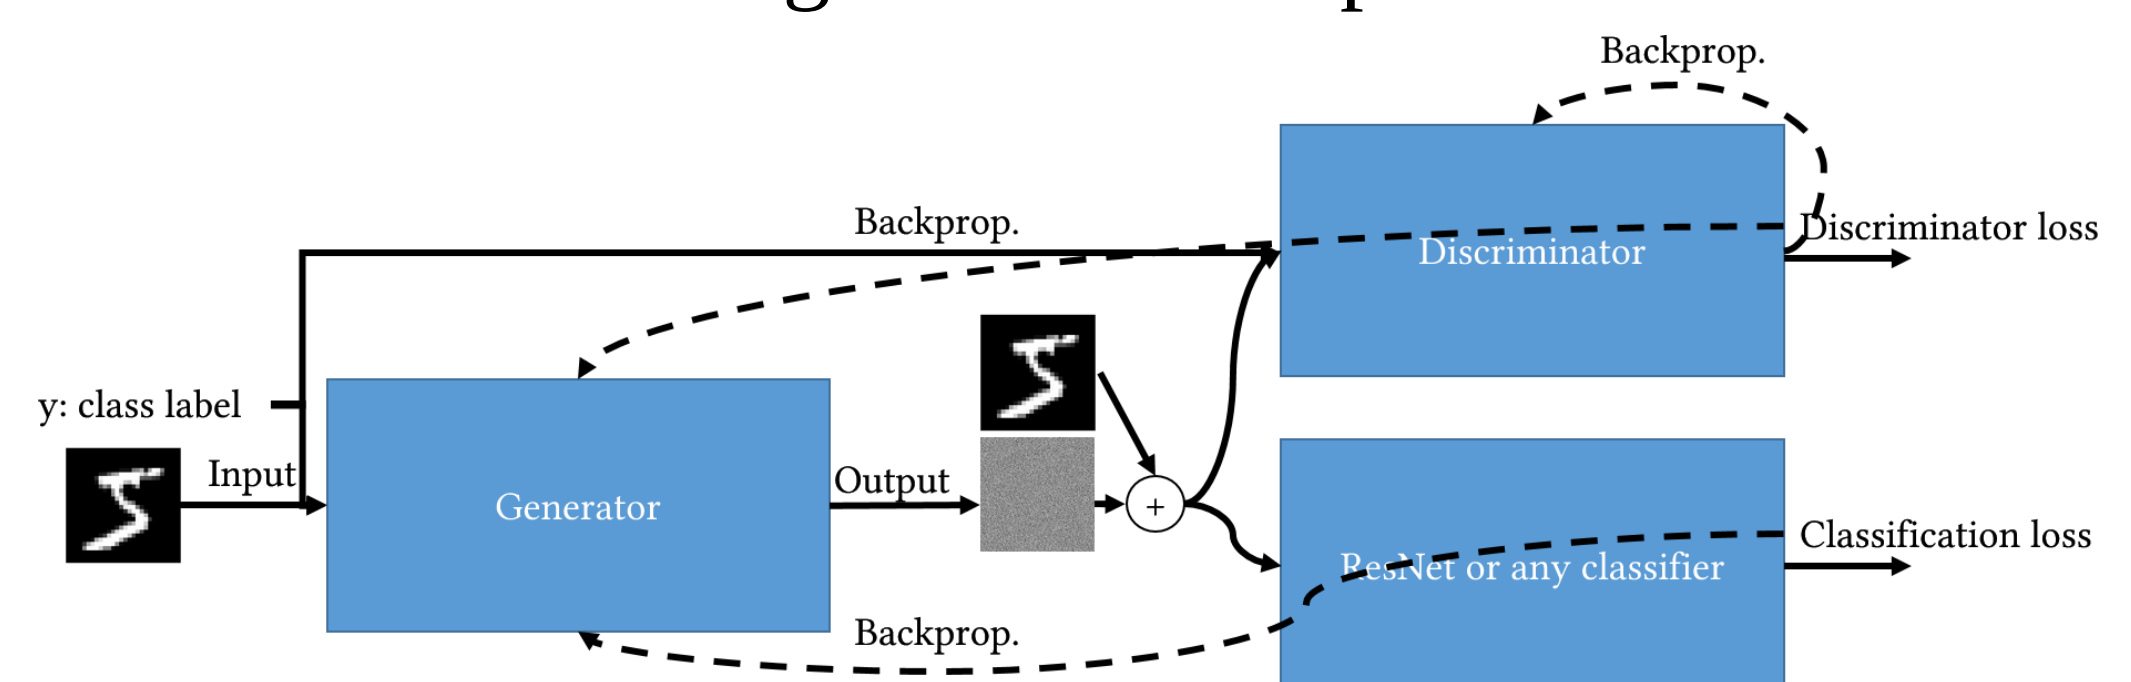 Backprop.
Backprop.
Discriminator loss
Discriminator
y: class label
Input
Output
Generator
+
Classification loss
ResNet or any classifier
Backprop.